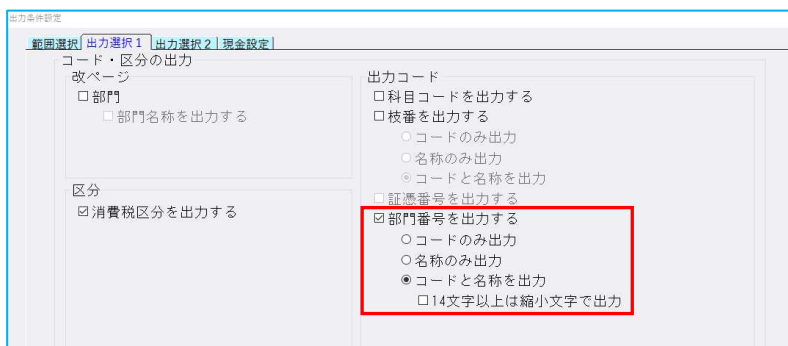 出力条件設定
範囲選択 出力選択1 出力選択2 現金設定
コード・区分の出力
改ページ
部門
部門名称を出力する
区分
消費税区分を出力する
出力コード
科目コードを出力する
枝番を出力する
コードのみ出力
名称のみ出力
コードと名称を出力
証憑番号を出力する
部門番号を出力する
コードのみ出力
名称のみ出力
コードと名称を出力
14文字以上は縮小文字で出力